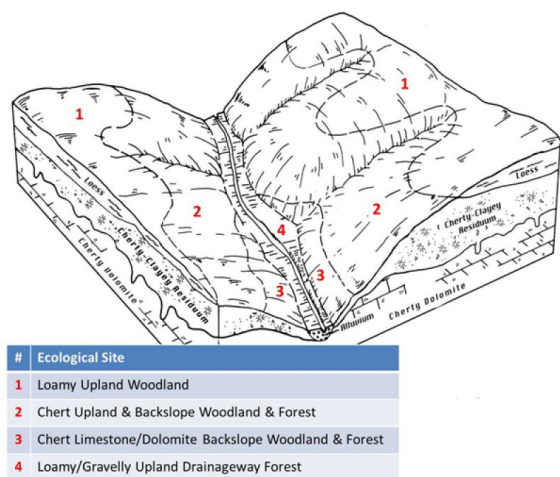 1
1
Loess
Loess
2
2
Cherty-Clayey
Residuum
Cherty-Clayey Residuum
4
3
3
Cherty Dolomite
Alluvium
Cherty Dolomite
# Ecological Site
1 Loamy Upland Woodland
2 Chert Upland & Backslope Woodland & Forest
3 Chert Limestone/Dolomite Backslope Woodland & Forest
4 Loamy/Gravelly Upland Drainageway Forest